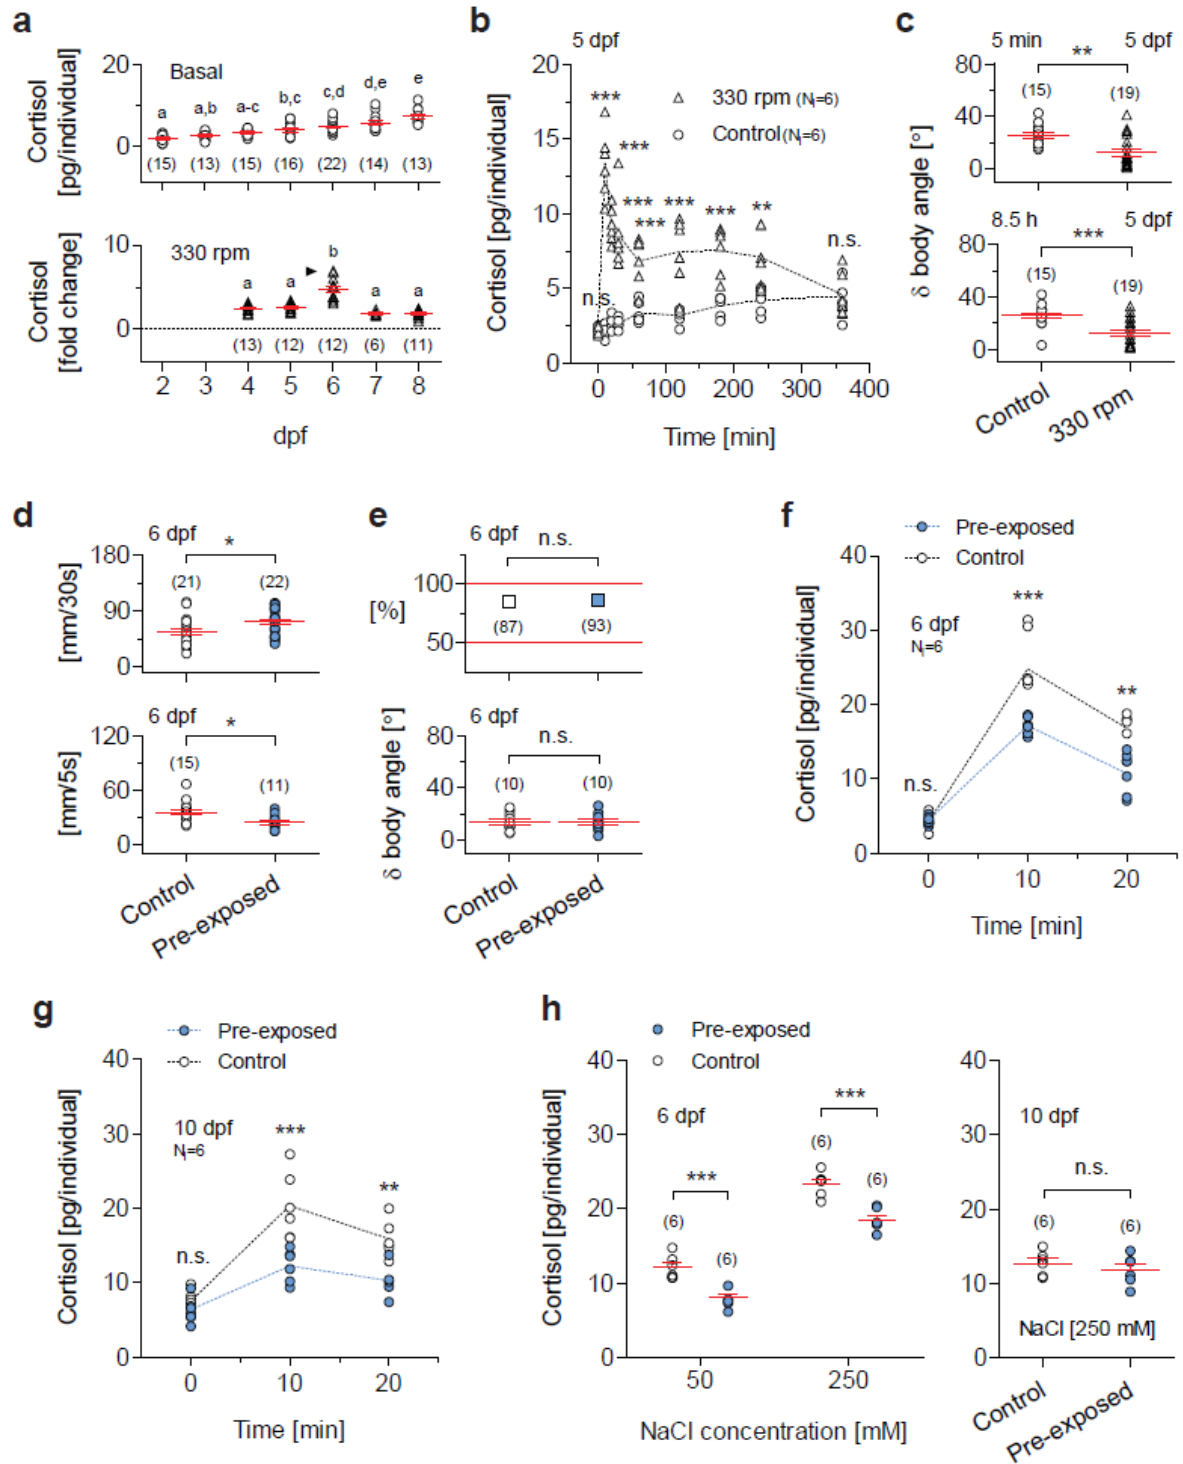 a
Cortisol
[pg/individual]
20
0
Basal
a
a,b
a-c
b,c
c,d
d,e
e
(15)
(13)
(15)
(16)
(22)
(14)
(13)
Cortisol
[fold change]
10
0
330 rpm
a
a
b
a
a
(13)
(12)
(12)
(6)
(11)
2
3
4
5
6
7
8
dpf
b
5 dpf
Cortisol [pg/individual]
20
15
10
5
0
330 rpm (Nᵢ=6)
Control (Nᵢ=6)
***
***
***
***
***
***
**
n.s.
n.s.
0
100
200
300
400
Time [min]
c
5 min
5 dpf
**
80
40
0
(15)
(19)
δ body angle [°]
8.5 h
5 dpf
***
80
40
0
(15)
(19)
Control
330 rpm
d
6 dpf
*
[mm/30s]
180
90
0
(21)
(22)
6 dpf
*
[mm/5s]
120
60
0
(15)
(11)
Control
Pre-exposed
e
6 dpf
n.s.
[%]
100
50
(87)
(93)
6 dpf
n.s.
δ body angle [°]
80
40
0
(10)
(10)
Control
Pre-exposed
f
Pre-exposed
Control
Cortisol [pg/individual]
40
30
20
10
0
6 dpf
Nᵢ=6
n.s.
***
**
0
10
20
Time [min]
g
Pre-exposed
Control
Cortisol [pg/individual]
40
30
20
10
0
10 dpf
Nᵢ=6
n.s.
***
**
0
10
20
Time [min]
h
Pre-exposed
Control
Cortisol [pg/individual]
40
30
20
10
0
6 dpf
***
(6)
(6)
***
(6)
(6)
50
250
NaCl concentration [mM]
40
30
20
10
0
10 dpf
n.s.
(6)
(6)
NaCl [250 mM]
Control
Pre-exposed